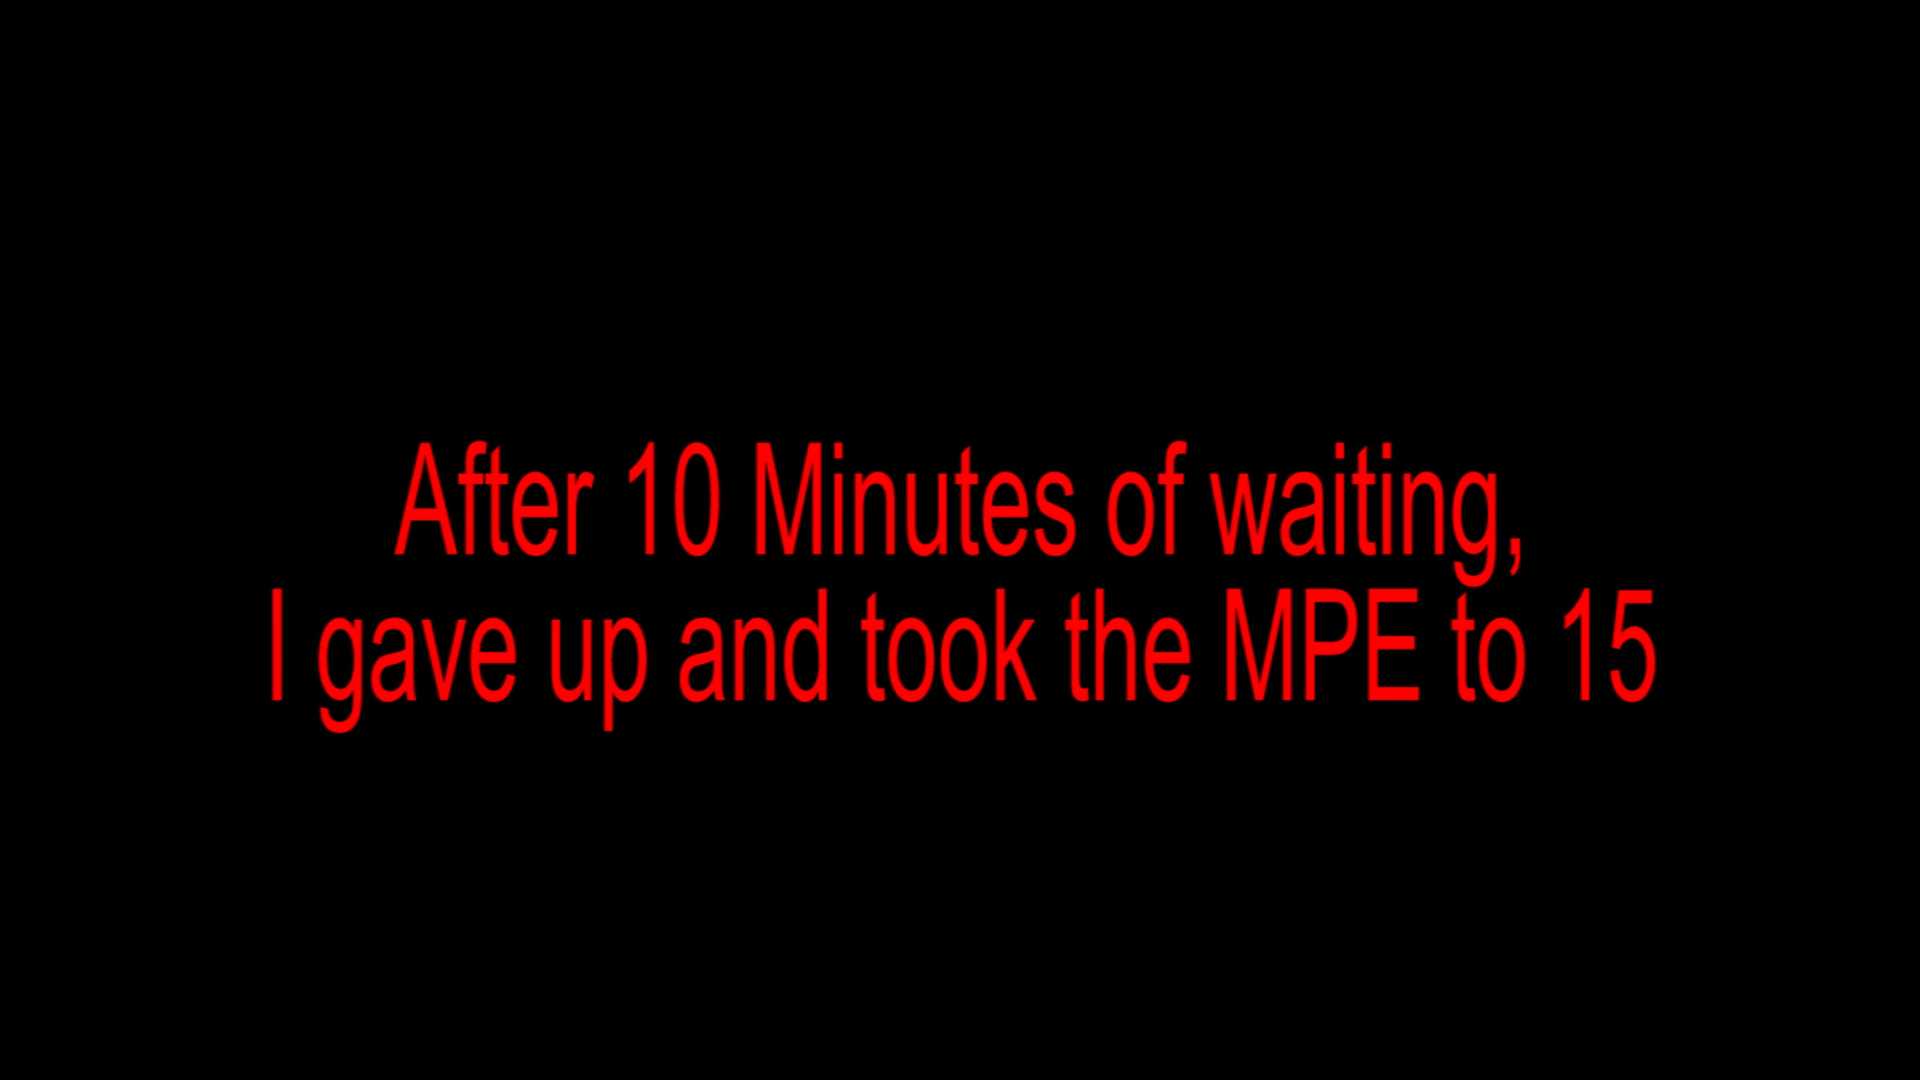 After 10 Minutes of waiting,
I gave up and took the MPE to 15